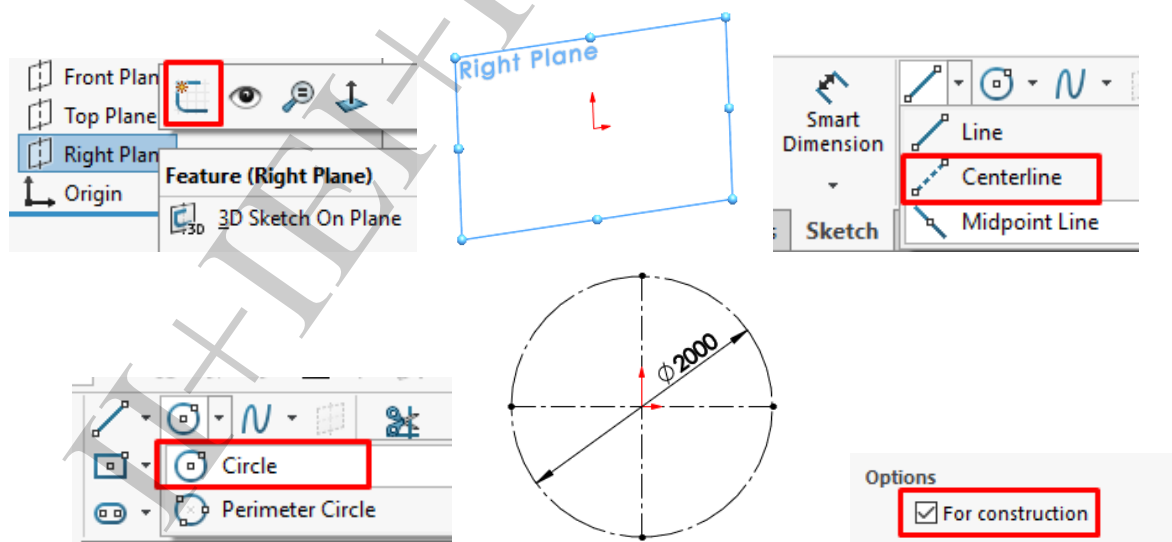 Front Plan
Top Plane
Right Plan
Origin
Feature (Right Plane)
3D Sketch On Plane
Right Plane
Smart
Dimension
Line
Centerline
Midpoint Line
Sketch
Circle
Perimeter Circle
⌀2000
Options
For construction